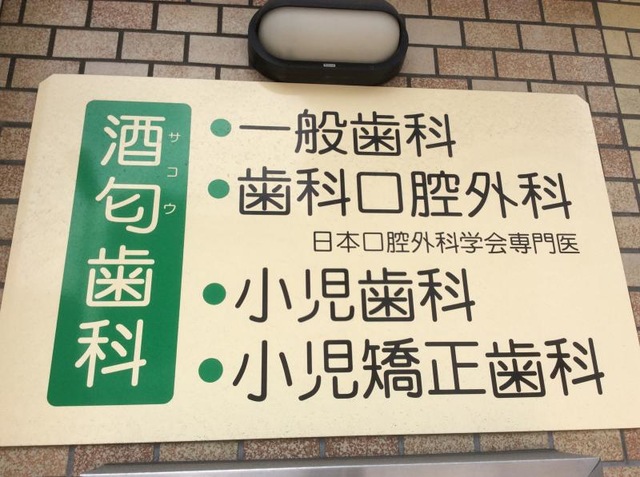 酒匂歯科
サコウ
●一般歯科
●歯科口腔外科
日本口腔外科学会専門医
●小児歯科
●小児矯正歯科